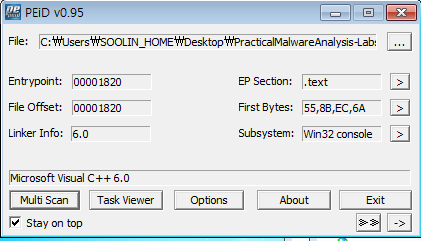 PEiD v0.95
File: C:₩Users₩SOOLIN_HOME₩Desktop₩PracticalMalwareAnalysis-Labs ...
Entrypoint: 00001820 EP Section: .text >
File Offset: 00001820 First Bytes: 55,8B,EC,6A >
Linker Info: 6.0 Subsystem: Win32 console >
Microsoft Visual C++ 6.0
Multi Scan Task Viewer Options About Exit
Stay on top >> ->